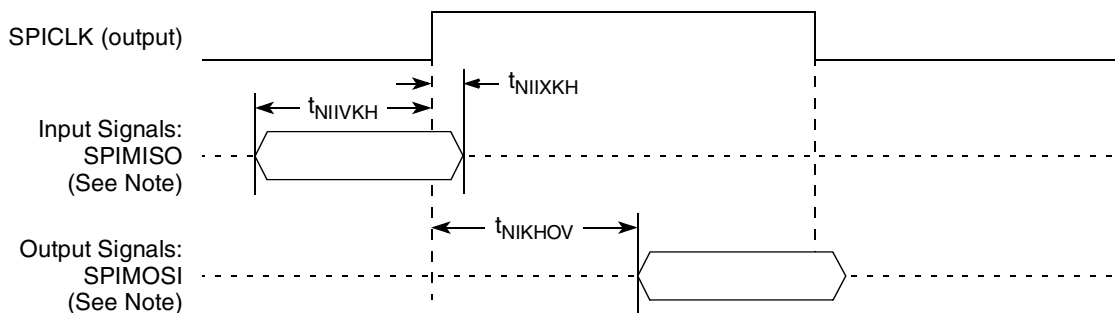 SPICLK (output)
tNIIXKH
tNIIVKH
Input Signals:
SPIMISO
(See Note)
tNIKHOV
Output Signals:
SPIMOSI
(See Note)